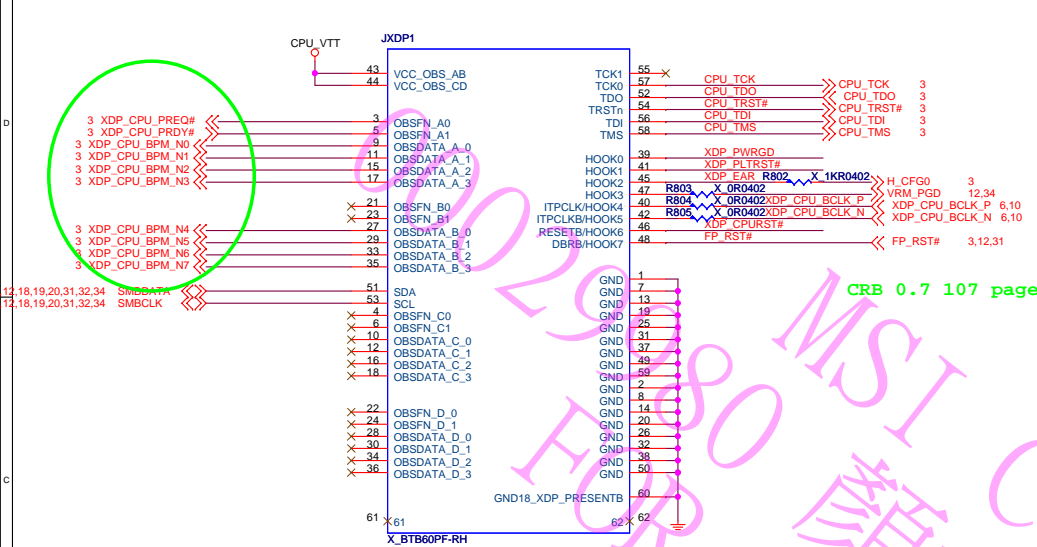 CPU_VTT
JXDP1
43 VCC_OBS_AB
44 VCC_OBS_CD
3 XDP_CPU_PREQ# 3 OBSFN_A0
3 XDP_CPU_PRDY# 5 OBSFN_A1
3 XDP_CPU_BPM_N0 9 OBSDATA_A_0
3 XDP_CPU_BPM_N1 11 OBSDATA_A_1
3 XDP_CPU_BPM_N2 15 OBSDATA_A_2
3 XDP_CPU_BPM_N3 17 OBSDATA_A_3
21 OBSFN_B0
23 OBSFN_B1
3 XDP_CPU_BPM_N4 27 OBSDATA_B_0
3 XDP_CPU_BPM_N5 29 OBSDATA_B_1
3 XDP_CPU_BPM_N6 33 OBSDATA_B_2
3 XDP_CPU_BPM_N7 35 OBSDATA_B_3
12,18,19,20,31,32,34 SMBDATA 51 SDA
12,18,19,20,31,32,34 SMBCLK 53 SCL
4 OBSFN_C0
6 OBSFN_C1
10 OBSDATA_C_0
12 OBSDATA_C_1
16 OBSDATA_C_2
18 OBSDATA_C_3
22 OBSFN_D_0
24 OBSFN_D_1
28 OBSDATA_D_0
30 OBSDATA_D_1
34 OBSDATA_D_2
36 OBSDATA_D_3
61 61
X_BTB60PF-RH
TCK1 55
TCK0 57 CPU_TCK CPU_TCK 3
TDO 52 CPU_TDO CPU_TDO 3
TRSTn 54 CPU_TRST# CPU_TRST# 3
TDI 56 CPU_TDI CPU_TDI 3
TMS 58 CPU_TMS CPU_TMS 3
HOOK0 39 XDP_PWRGD
HOOK1 41 XDP_PLTRST#
HOOK2 45 XDP_EAR R802 X_1KR0402 H_CFG0 3
HOOK3 47 R803 X_0R0402 VRM_PGD 12,34
ITPCLK/HOOK4 40 R804 X_0R0402 XDP_CPU_BCLK_P XDP_CPU_BCLK_P 6,10
ITPCLKB/HOOK5 42 R805 X_0R0402 XDP_CPU_BCLK_N XDP_CPU_BCLK_N 6,10
RESETB/HOOK6 46 XDP_CPURST#
DBRB/HOOK7 48 FP_RST# FP_RST# 3,12,31
GND 1
GND 7
GND 13
GND 19
GND 25
GND 31
GND 37
GND 49
GND 59
GND 2
GND 8
GND 14
GND 20
GND 26
GND 32
GND 38
GND 50
GND18_XDP_PRESENTB 60
62 62
CRB 0.7 107 page
D
C
00029980
MSI C
FOR
顏